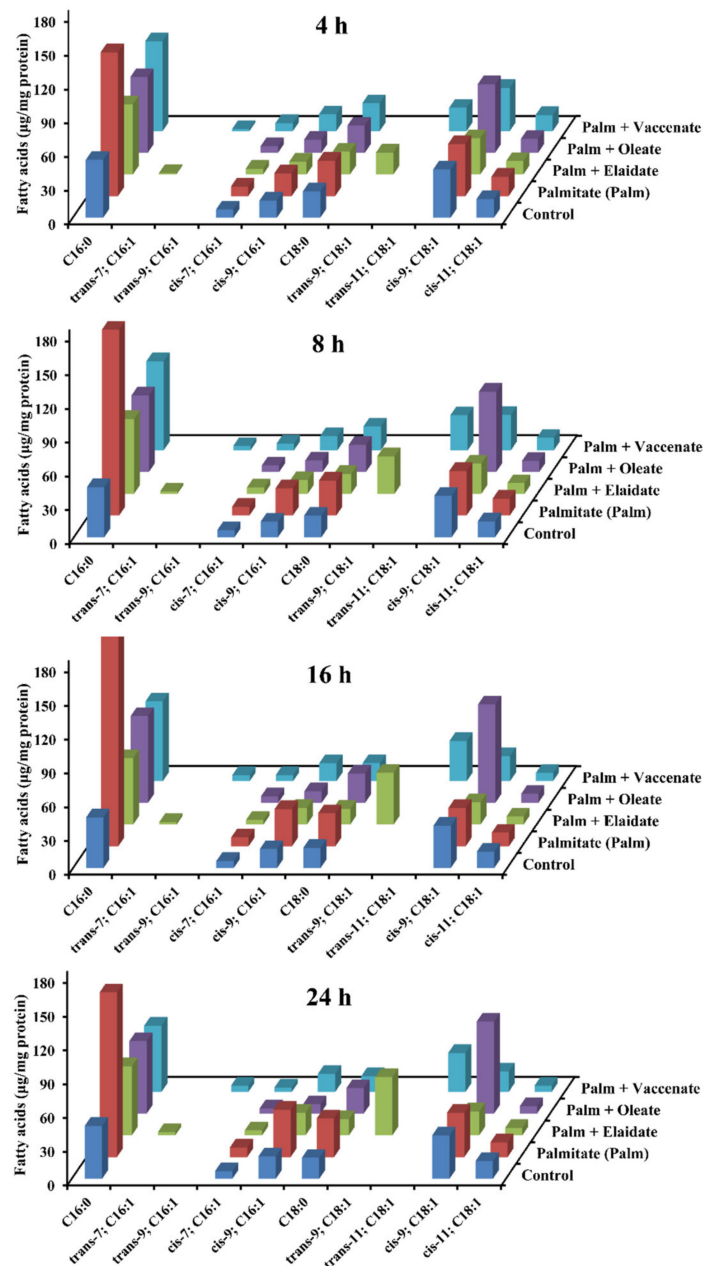 4 h
Fatty acids (µg/mg protein)
180
150
120
90
60
30
0
C16:0
trans-7; C16:1
trans-9; C16:1
cis-7; C16:1
cis-9; C16:1
C18:0
trans-9; C18:1
trans-11; C18:1
cis-9; C18:1
cis-11; C18:1
Palm + Vaccenate
Palm + Oleate
Palm + Elaidate
Palmitate (Palm)
Control
8 h
Fatty acids (µg/mg protein)
180
150
120
90
60
30
0
C16:0
trans-7; C16:1
trans-9; C16:1
cis-7; C16:1
cis-9; C16:1
C18:0
trans-9; C18:1
trans-11; C18:1
cis-9; C18:1
cis-11; C18:1
Palm + Vaccenate
Palm + Oleate
Palm + Elaidate
Palmitate (Palm)
Control
16 h
Fatty acids (µg/mg protein)
180
150
120
90
60
30
0
C16:0
trans-7; C16:1
trans-9; C16:1
cis-7; C16:1
cis-9; C16:1
C18:0
trans-9; C18:1
trans-11; C18:1
cis-9; C18:1
cis-11; C18:1
Palm + Vaccenate
Palm + Oleate
Palm + Elaidate
Palmitate (Palm)
Control
24 h
Fatty acids (µg/mg protein)
180
150
120
90
60
30
0
C16:0
trans-7; C16:1
trans-9; C16:1
cis-7; C16:1
cis-9; C16:1
C18:0
trans-9; C18:1
trans-11; C18:1
cis-9; C18:1
cis-11; C18:1
Palm + Vaccenate
Palm + Oleate
Palm + Elaidate
Palmitate (Palm)
Control